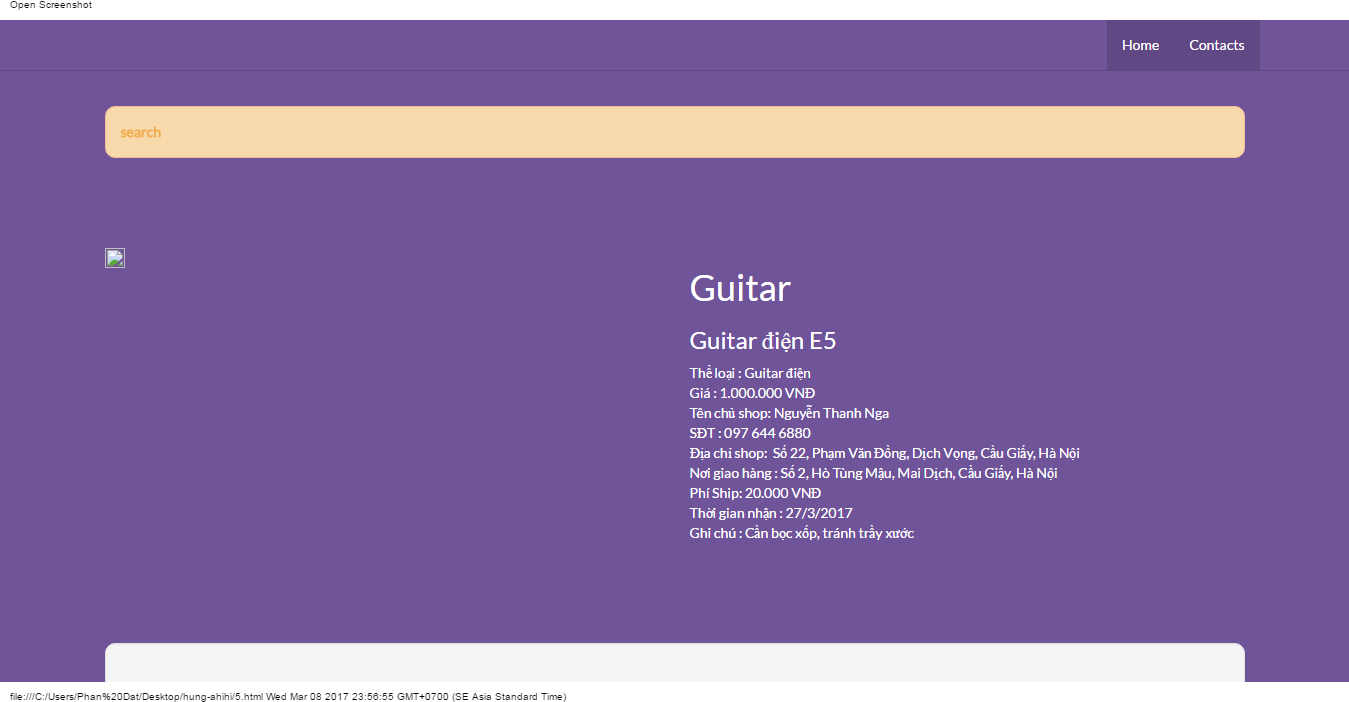 Open Screenshot
Home Contacts
search
Guitar
Guitar điện E5
Thể loại : Guitar điện
Giá : 1.000.000 VNĐ
Tên chủ shop: Nguyễn Thanh Nga
SĐT : 097 644 6880
Địa chỉ shop: Số 22, Phạm Văn Đồng, Dịch Vọng, Cầu Giấy, Hà Nội
Nơi giao hàng : Số 2, Hò Tùng Mậu, Mai Dịch, Cầu Giấy, Hà Nội
Phí Ship: 20.000 VNĐ
Thời gian nhận : 27/3/2017
Ghi chú : Cần bọc xốp, tránh trầy xước
file:///C:/Users/Phan%20Dat/Desktop/hung-ahihi/5.html Wed Mar 08 2017 23:56:55 GMT+0700 (SE Asia Standard Time)